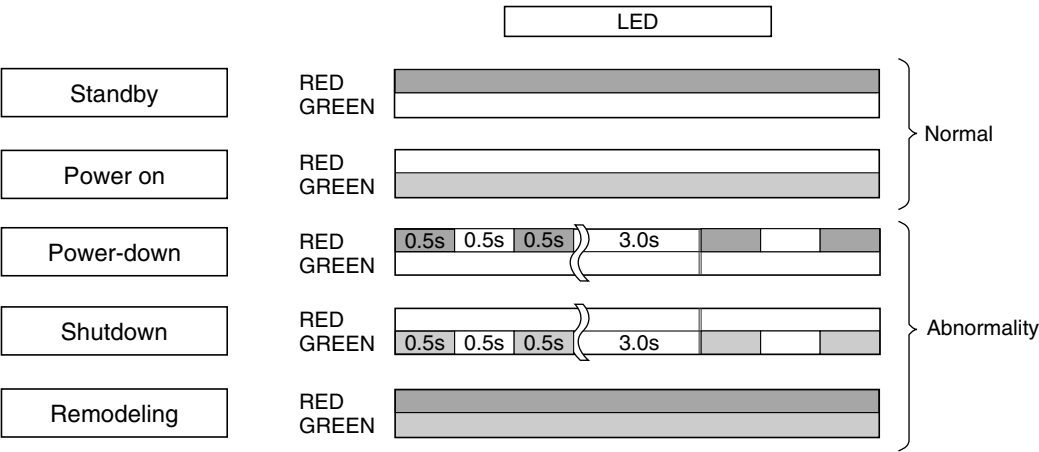 LED
Standby
RED
GREEN
Normal
Power on
RED
GREEN
Power-down
RED 0.5s 0.5s 0.5s 3.0s
GREEN
Abnormality
Shutdown
RED
GREEN 0.5s 0.5s 0.5s 3.0s
Remodeling
RED
GREEN